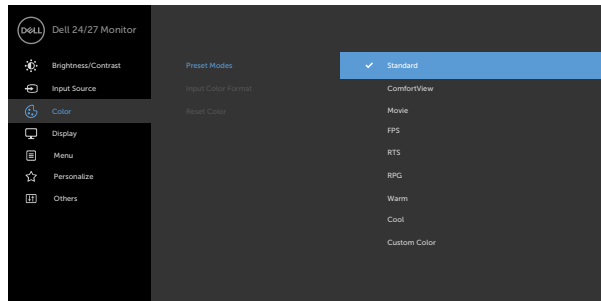 DELL
Dell 24/27 Monitor
Brightness/Contrast
Input Source
Color
Display
Menu
Personalize
Others
Preset Modes
Input Color Format
Reset Color
Standard
ComfortView
Movie
FPS
RTS
RPG
Warm
Cool
Custom Color